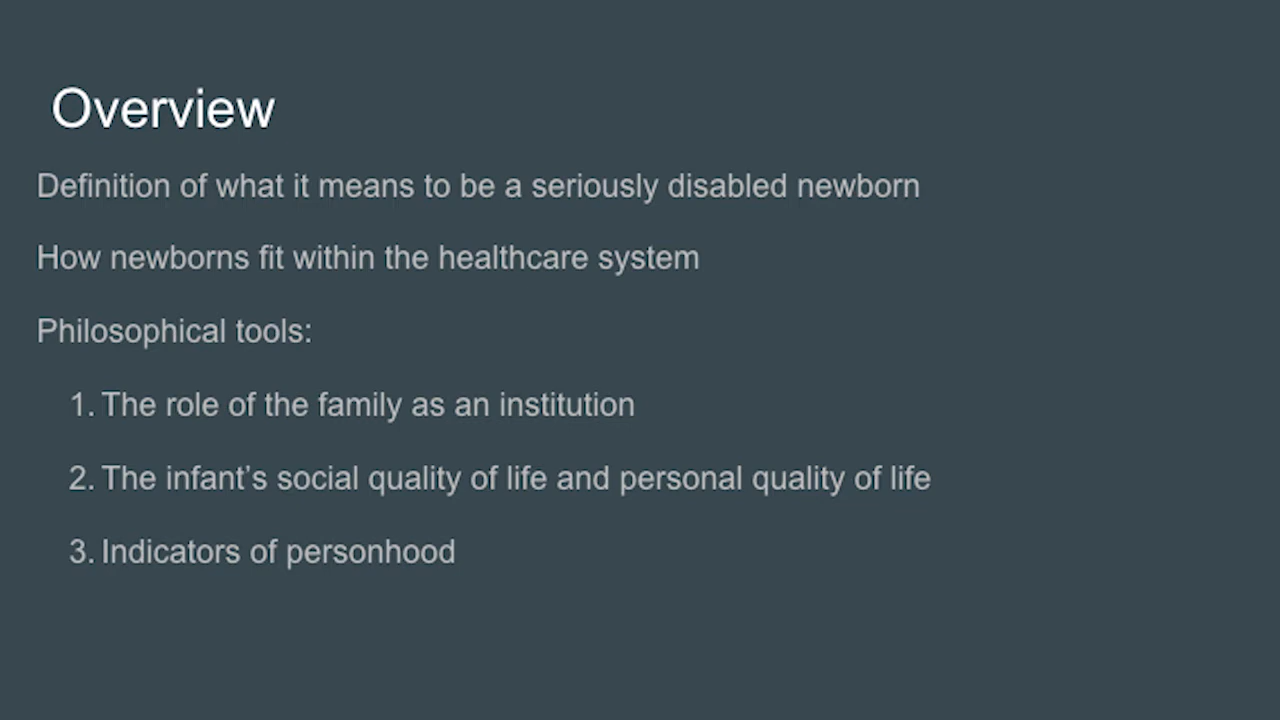 Overview
Definition of what it means to be a seriously disabled newborn
How newborns fit within the healthcare system
Philosophical tools:
1. The role of the family as an institution
2. The infant’s social quality of life and personal quality of life
3. Indicators of personhood